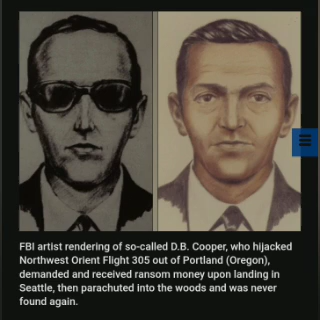 FBI artist rendering of so-called D.B. Cooper, who hijacked
Northwest Orient Flight 305 out of Portland (Oregon),
demanded and received ransom money upon landing in
Seattle, then parachuted into the woods and was never
found again.